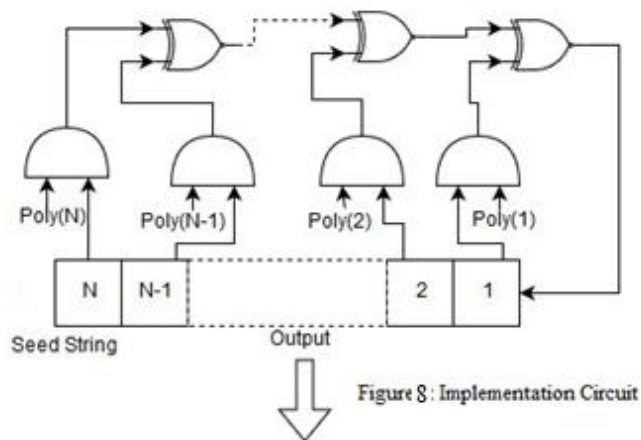 Poly(N)
Poly(N-1)
Poly(2)
Poly(1)
N
N-1
2
1
Seed String
Output
Figure 8: Implementation Circuit